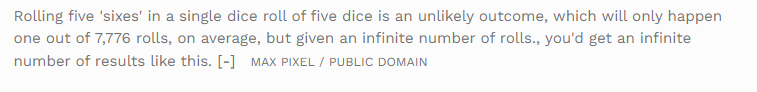 Rolling five 'sixes' in a single dice roll of five dice is an unlikely outcome, which will only happen
one out of 7,776 rolls, on average, but given an infinite number of rolls., you'd get an infinite
number of results like this. [-] MAX PIXEL / PUBLIC DOMAIN